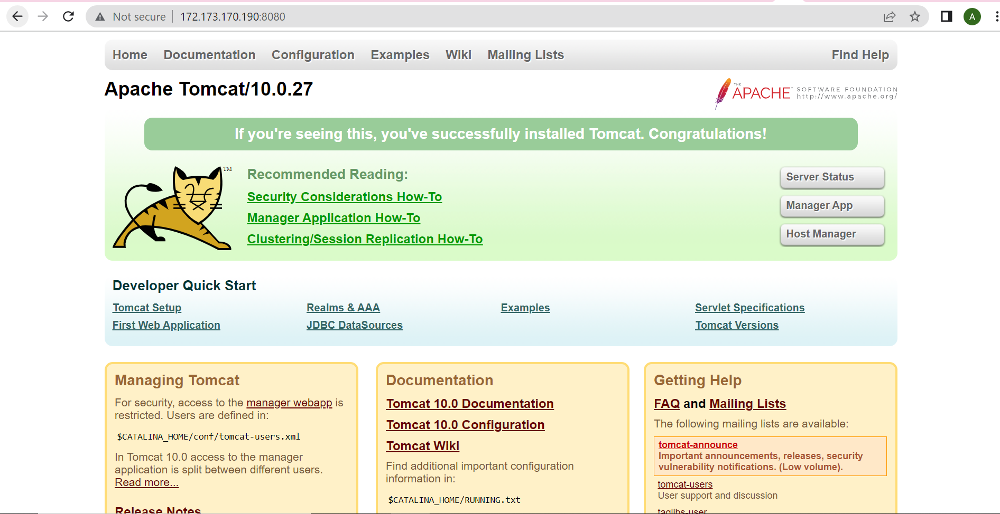 Not secure 172.173.170.190:8080
A
Home Documentation Configuration Examples Wiki Mailing Lists Find Help
Apache Tomcat/10.0.27
THE APACHE SOFTWARE FOUNDATION
http://www.apache.org/
If you're seeing this, you've successfully installed Tomcat. Congratulations!
TM
Recommended Reading:
Security Considerations How-To
Manager Application How-To
Clustering/Session Replication How-To
Server Status
Manager App
Host Manager
Developer Quick Start
Tomcat Setup
First Web Application
Realms & AAA
JDBC DataSources
Examples
Servlet Specifications
Tomcat Versions
Managing Tomcat
For security, access to the manager webapp is
restricted. Users are defined in:
$CATALINA_HOME/conf/tomcat-users.xml
In Tomcat 10.0 access to the manager
application is split between different users.
Read more...
Release Notes
Documentation
Tomcat 10.0 Documentation
Tomcat 10.0 Configuration
Tomcat Wiki
Find additional important configuration
information in:
$CATALINA_HOME/RUNNING.txt
Getting Help
FAQ and Mailing Lists
The following mailing lists are available:
tomcat-announce
Important announcements, releases, security
vulnerability notifications. (Low volume).
tomcat-users
User support and discussion
taglibs-user